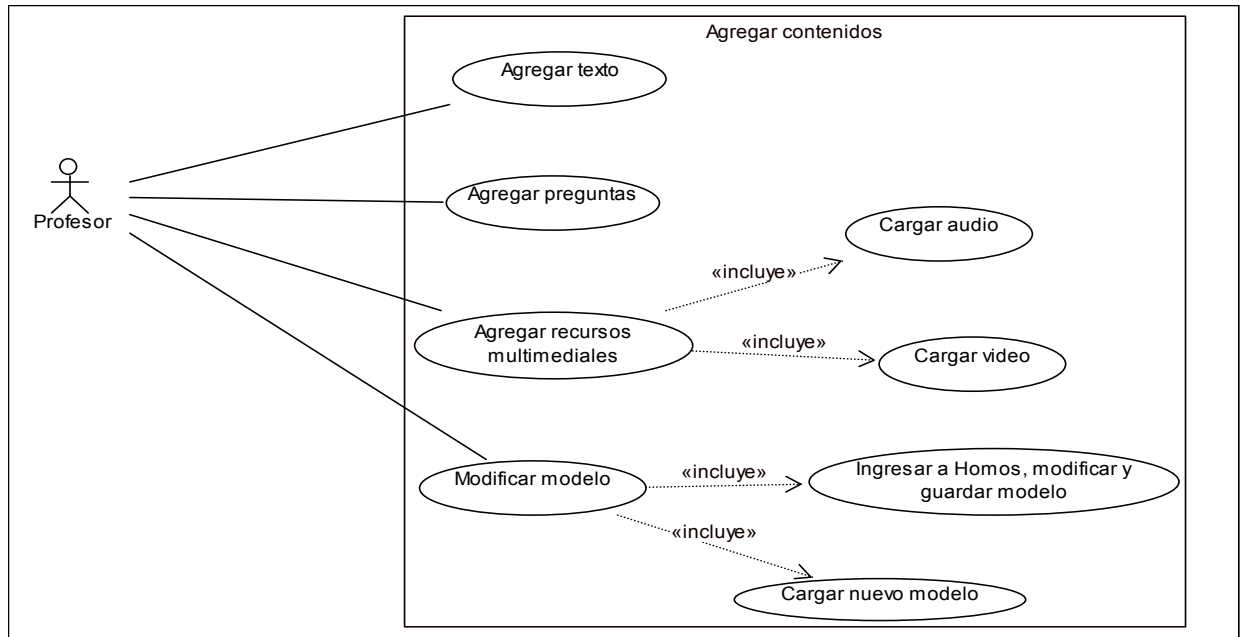 Agregar contenidos
Agregar texto
Profesor
Agregar preguntas
Cargar audio
«incluye»
Agregar recursos
multimediales
«incluye»
Cargar video
Modificar modelo
«incluye»
Ingresar a Homos, modificar y
guardar modelo
«incluye»
Cargar nuevo modelo